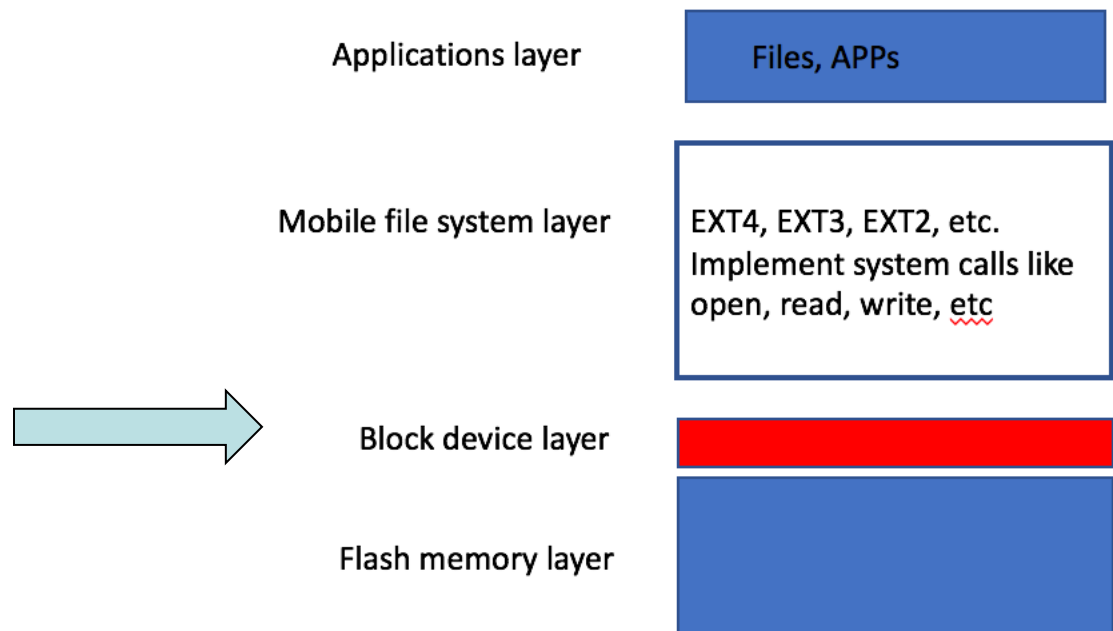 Applications layer
Files, APPs
Mobile file system layer
EXT4, EXT3, EXT2, etc.
Implement system calls like
open, read, write, etc
Block device layer
Flash memory layer